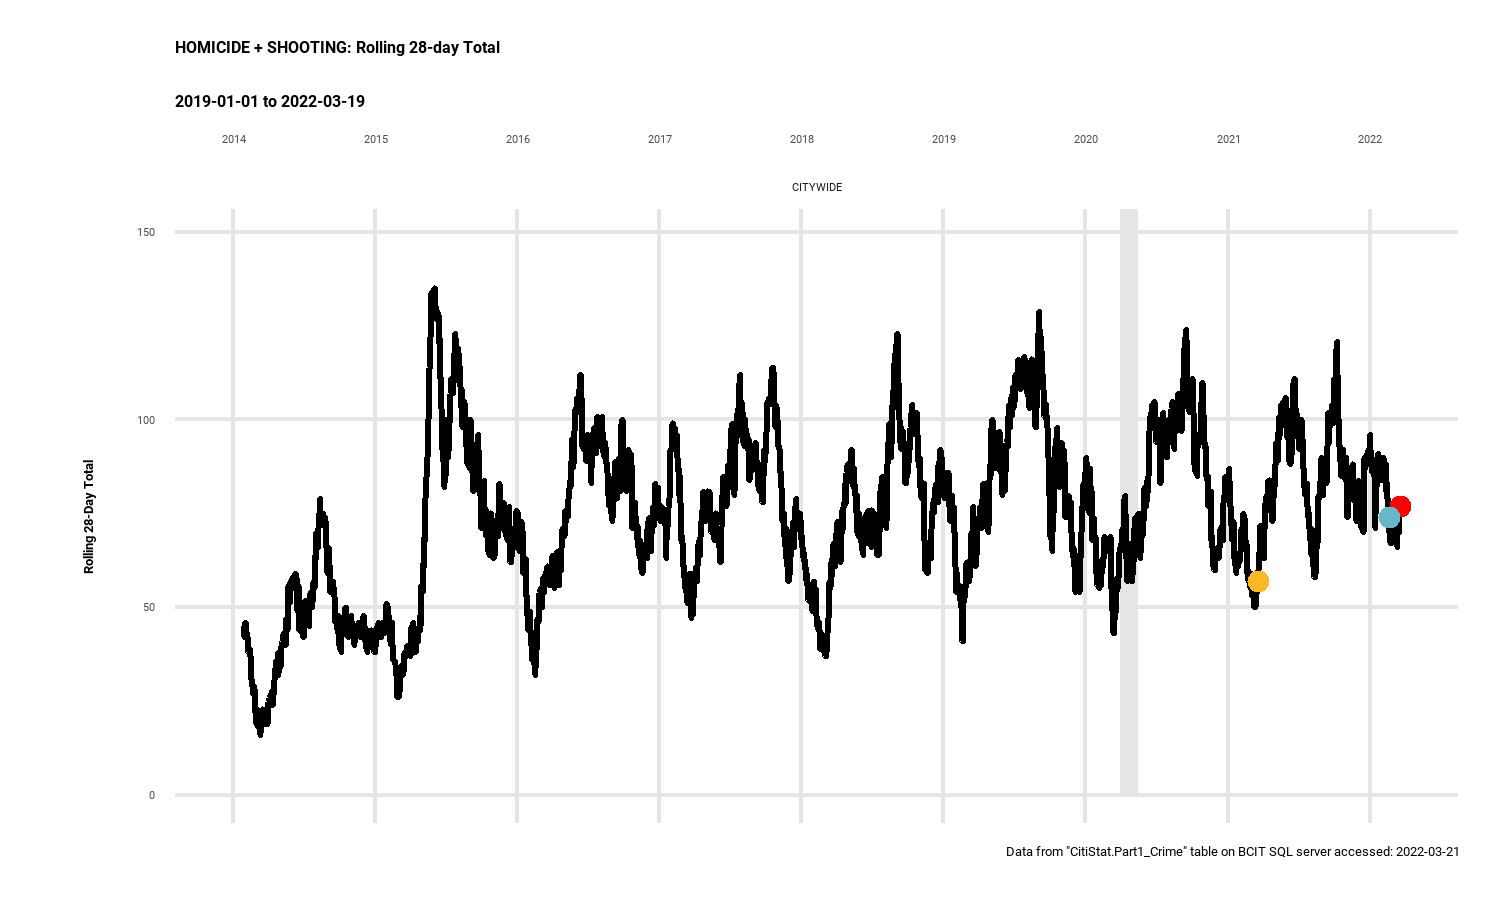 HOMICIDE + SHOOTING: Rolling 28-day Total
2019-01-01 to 2022-03-19
2014 2015 2016 2017 2018 2019 2020 2021 2022
CITYWIDE
150
100
50
0
Rolling 28-Day Total
Data from "CitiStat.Part1_Crime" table on BCIT SQL server accessed: 2022-03-21